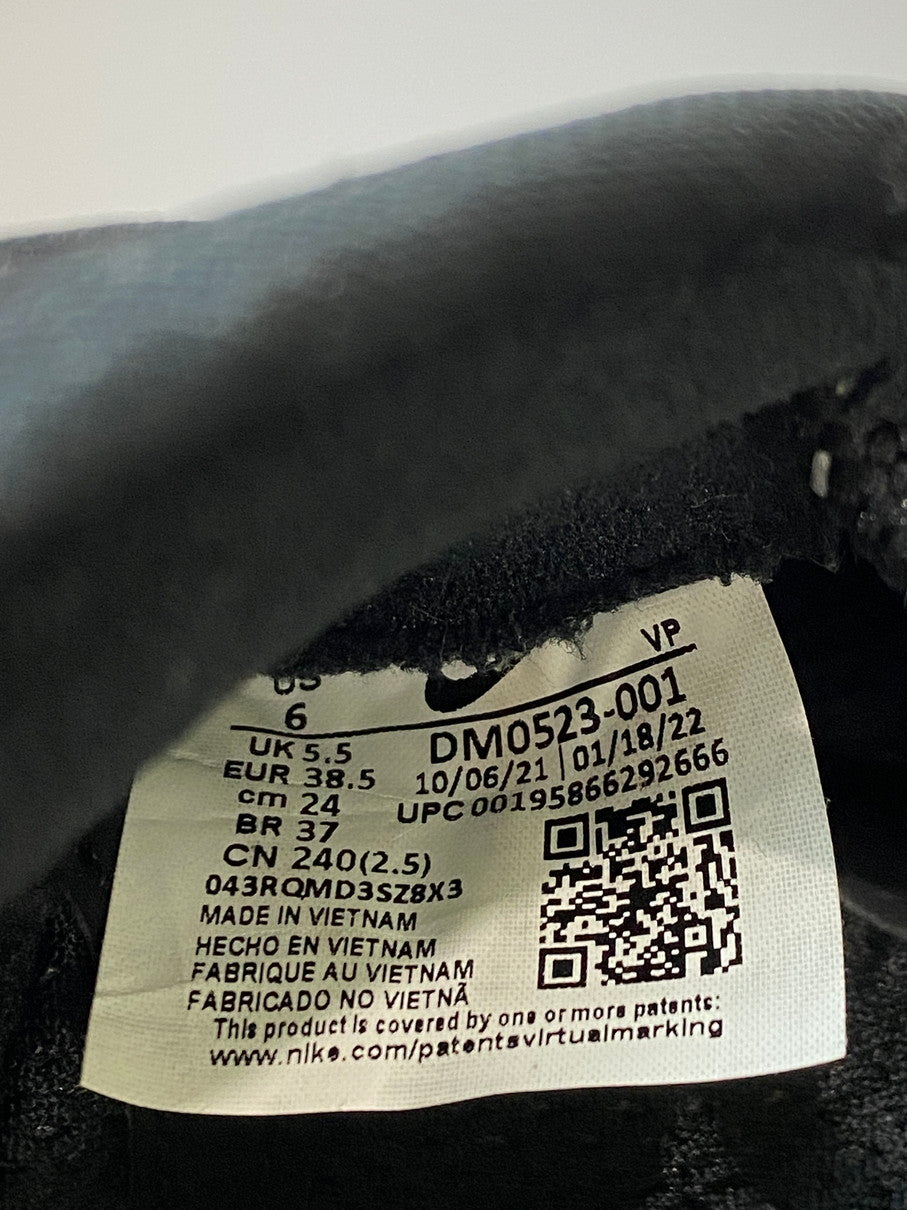 VP
US
6
UK 5.5
EUR 38.5
cm 24
BR 37
CN 240(2.5)
043RQMD3SZ8X3
DM0523-001
10/06/21 | 01/18/22
UPC 00195866292666
MADE IN VIETNAM
HECHO EN VIETNAM
FABRIQUE AU VIETNAM
FABRICADO NO VIETNÃ
This product is covered by one or more patents:
www.nike.com/patentsvirtualmarking